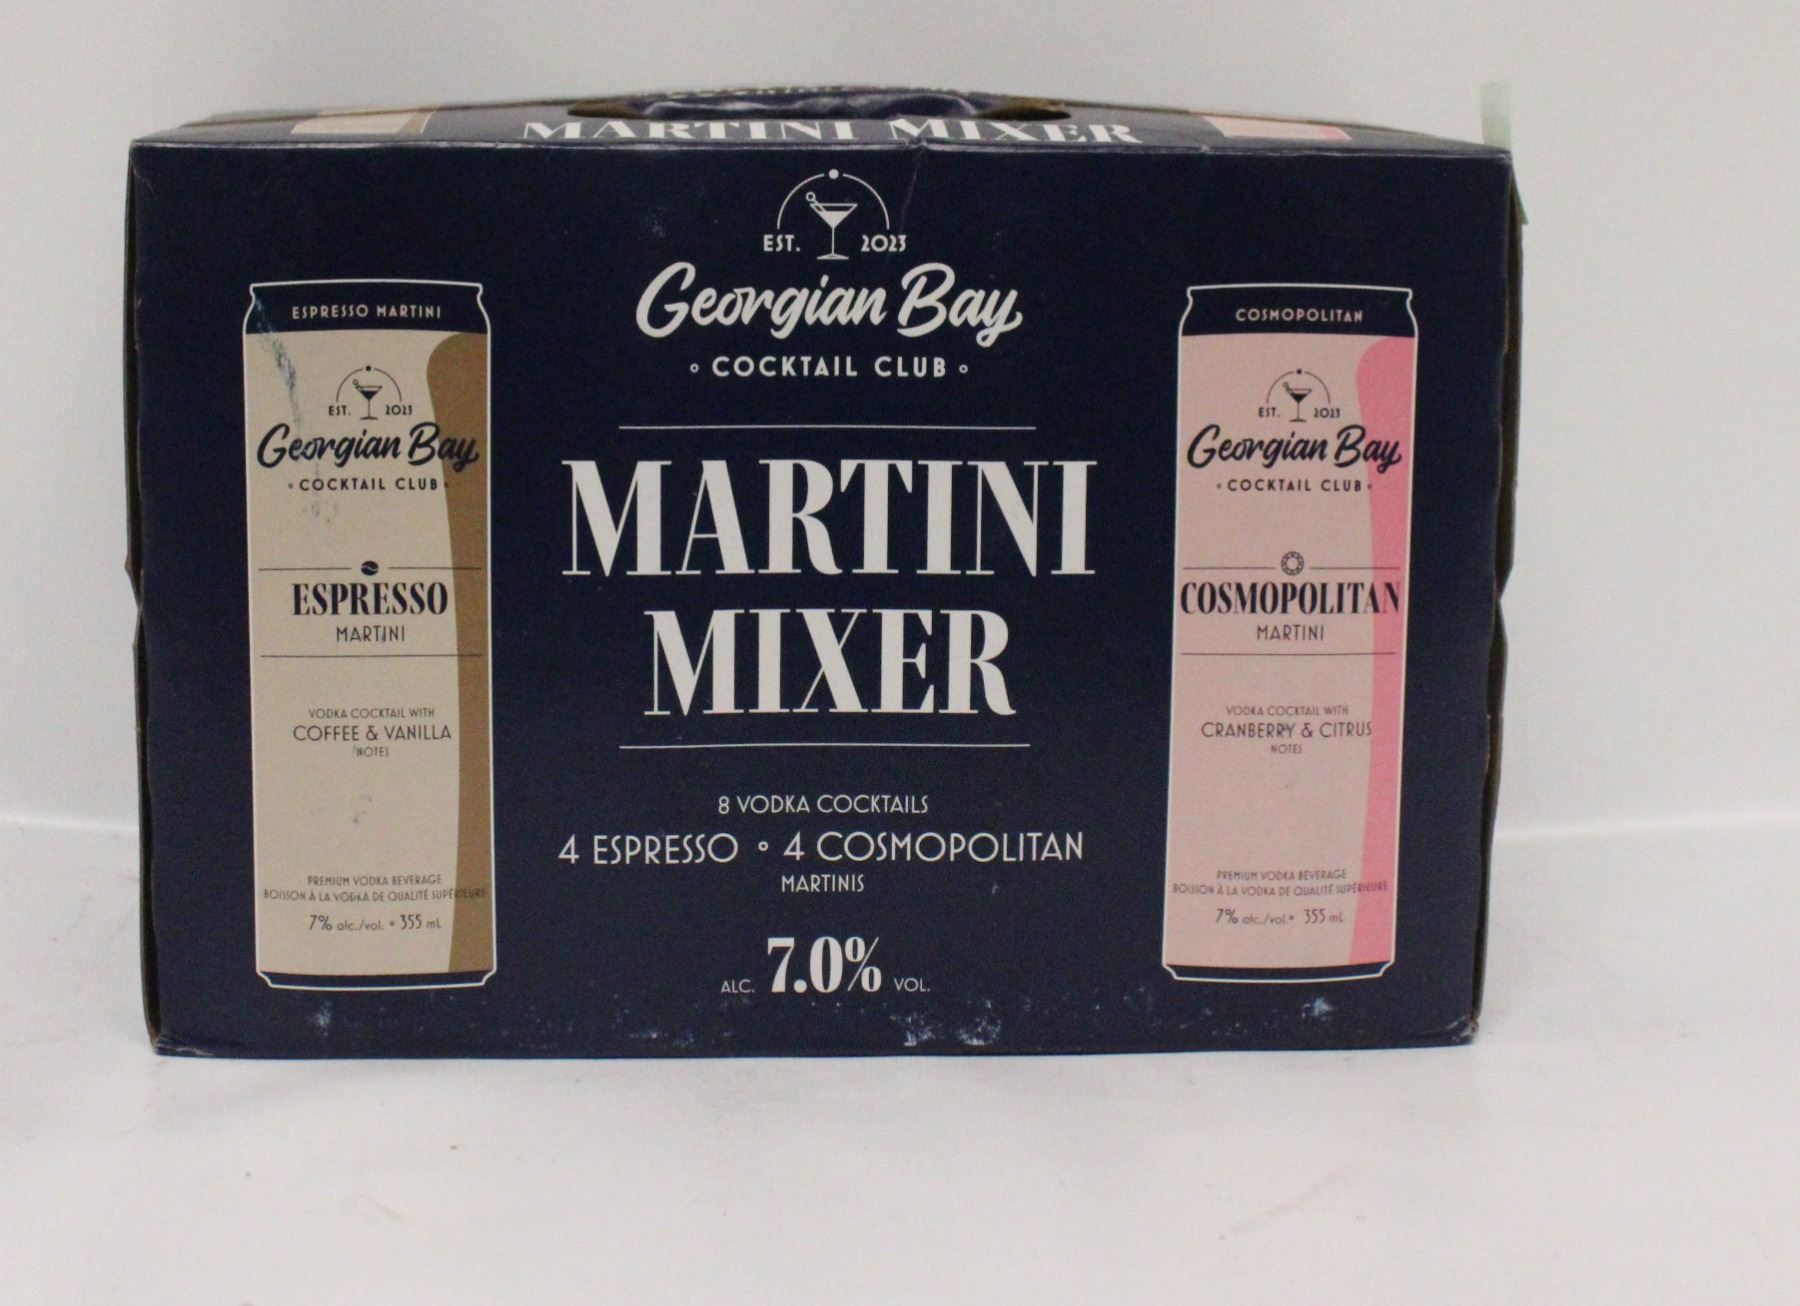 MARTINI MIXER
EST. 2023
Georgian Bay
COCKTAIL CLUB
MARTINI
MIXER
8 VODKA COCKTAILS
4 ESPRESSO • 4 COSMOPOLITAN
MARTINIS
ALC. 7.0% VOL.
ESPRESSO MARTINI
EST. 2023
Georgian Bay
COCKTAIL CLUB
ESPRESSO
MARTINI
VODKA COCKTAIL WITH
COFFEE & VANILLA
NOTES
PREMIUM VODKA BEVERAGE
BOISSON À LA VODKA DE QUALITÉ SUPÉRIEURE
7% alc./vol. • 355 mL
COSMOPOLITAN
EST. 2023
Georgian Bay
COCKTAIL CLUB
COSMOPOLITAN
MARTINI
VODKA COCKTAIL WITH
CRANBERRY & CITRUS
NOTES
PREMIUM VODKA BEVERAGE
BOISSON À LA VODKA DE QUALITÉ SUPÉRIEURE
7% alc./vol. • 355 mL